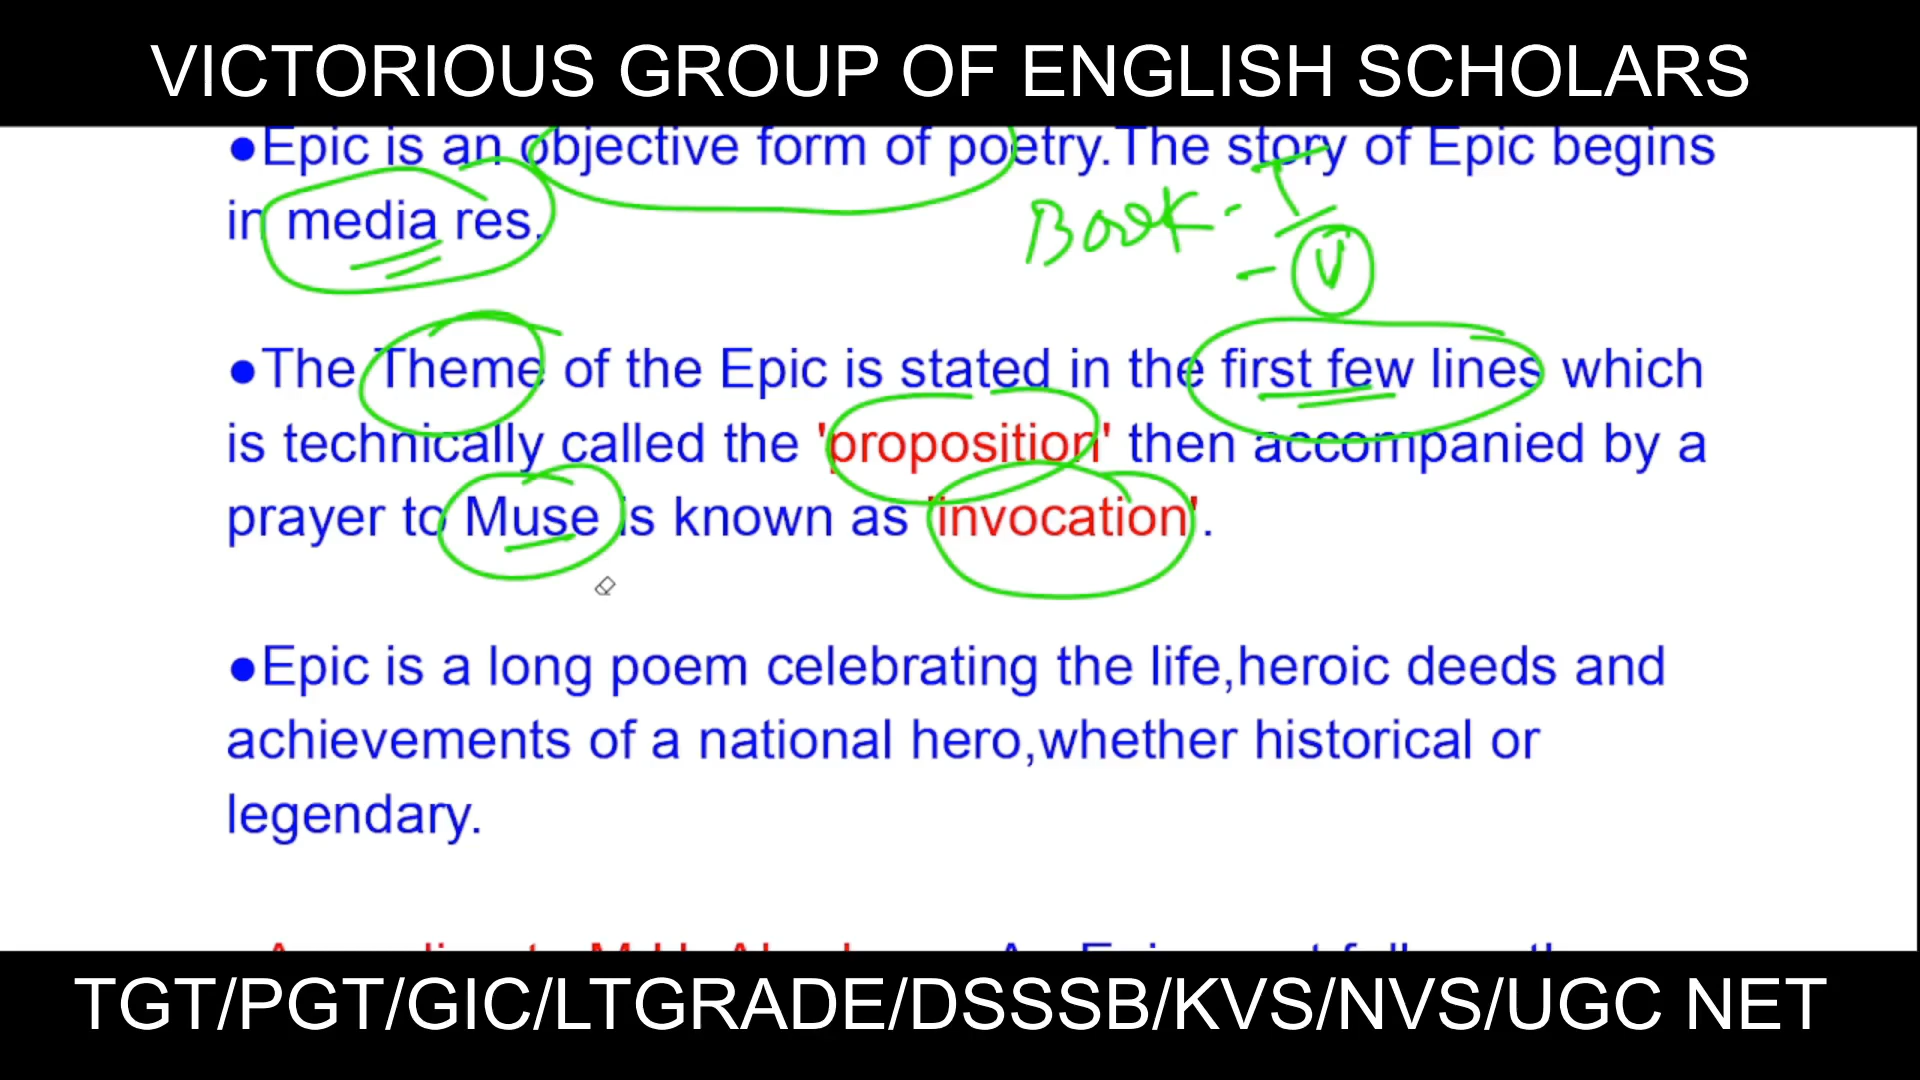 VICTORIOUS GROUP OF ENGLISH SCHOLARS
●Epic is an objective form of poetry.The story of Epic begins
in media res.
Book - I
- V
●The Theme of the Epic is stated in the first few lines which
is technically called the 'proposition' then accompanied by a
prayer to Muse is known as 'invocation'.
●Epic is a long poem celebrating the life,heroic deeds and
achievements of a national hero,whether historical or
legendary.
TGT/PGT/GIC/LTGRADE/DSSSB/KVS/NVS/UGC NET